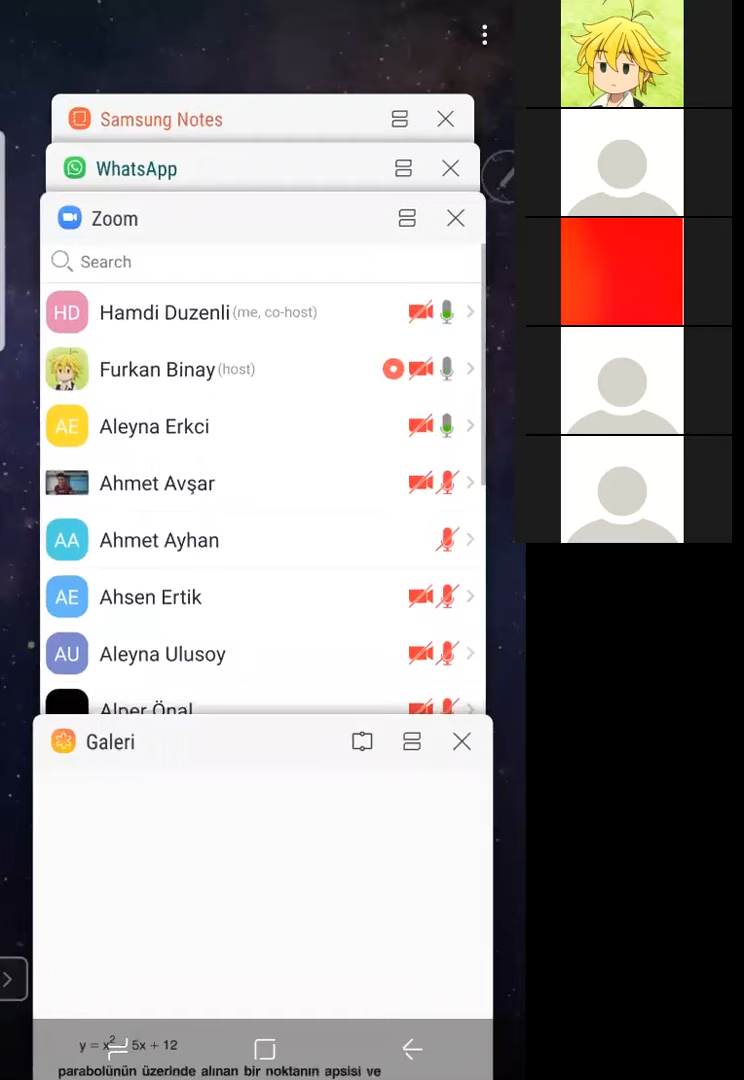 Samsung Notes
WhatsApp
Zoom
Search
HD Hamdi Duzenli (me, co-host)
Furkan Binay (host)
AE Aleyna Erkci
Ahmet Avşar
AA Ahmet Ayhan
AE Ahsen Ertik
AU Aleyna Ulusoy
Alper Önal
Galeri
y = x² 5x + 12
parabolünün üzerinde alınan bir noktanın apsisi ve